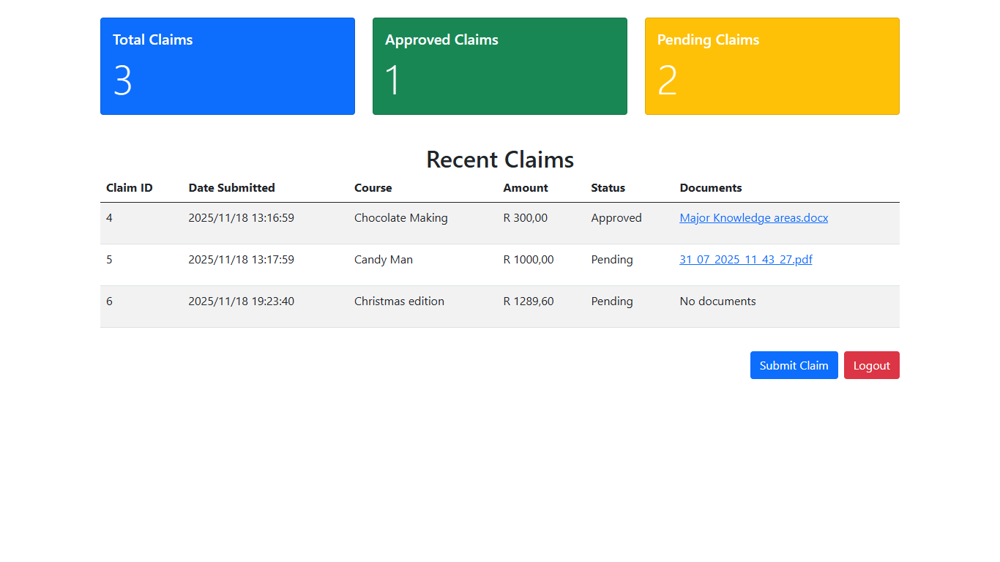 Total Claims
3
Approved Claims
1
Pending Claims
2
Recent Claims
Claim ID Date Submitted Course Amount Status Documents
4 2025/11/18 13:16:59 Chocolate Making R 300,00 Approved Major Knowledge areas.docx
5 2025/11/18 13:17:59 Candy Man R 1000,00 Pending 31_07_2025_11_43_27.pdf
6 2025/11/18 19:23:40 Christmas edition R 1289,60 Pending No documents
Submit Claim Logout